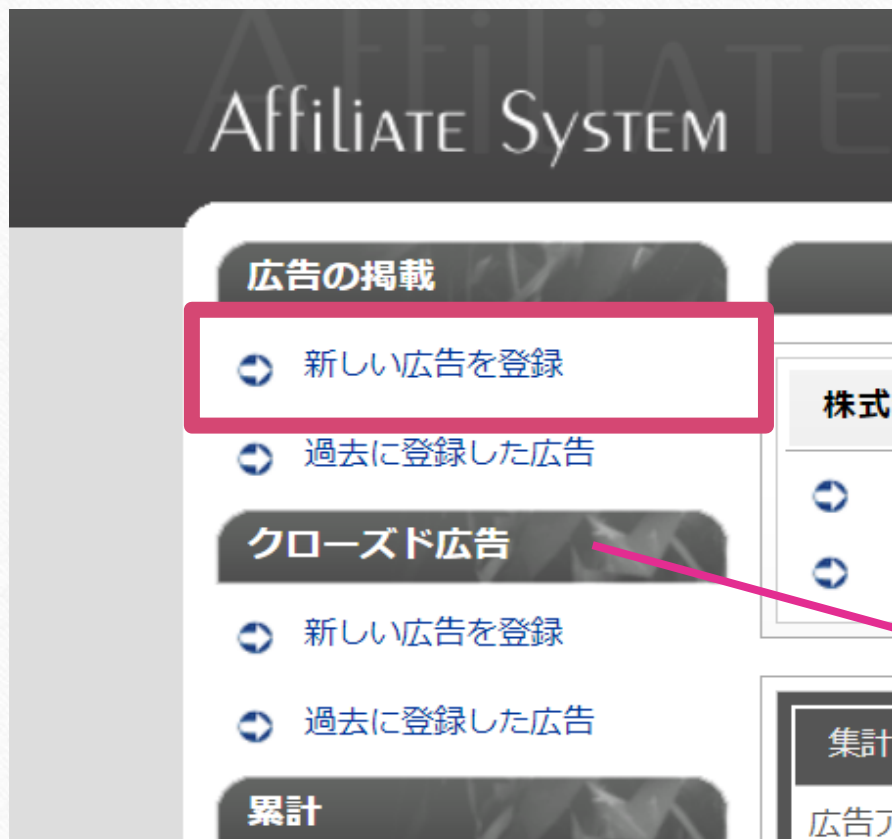 Affiliate System
広告の掲載
新しい広告を登録
過去に登録した広告
クローズド広告
新しい広告を登録
過去に登録した広告
累計
株式
集計
広告